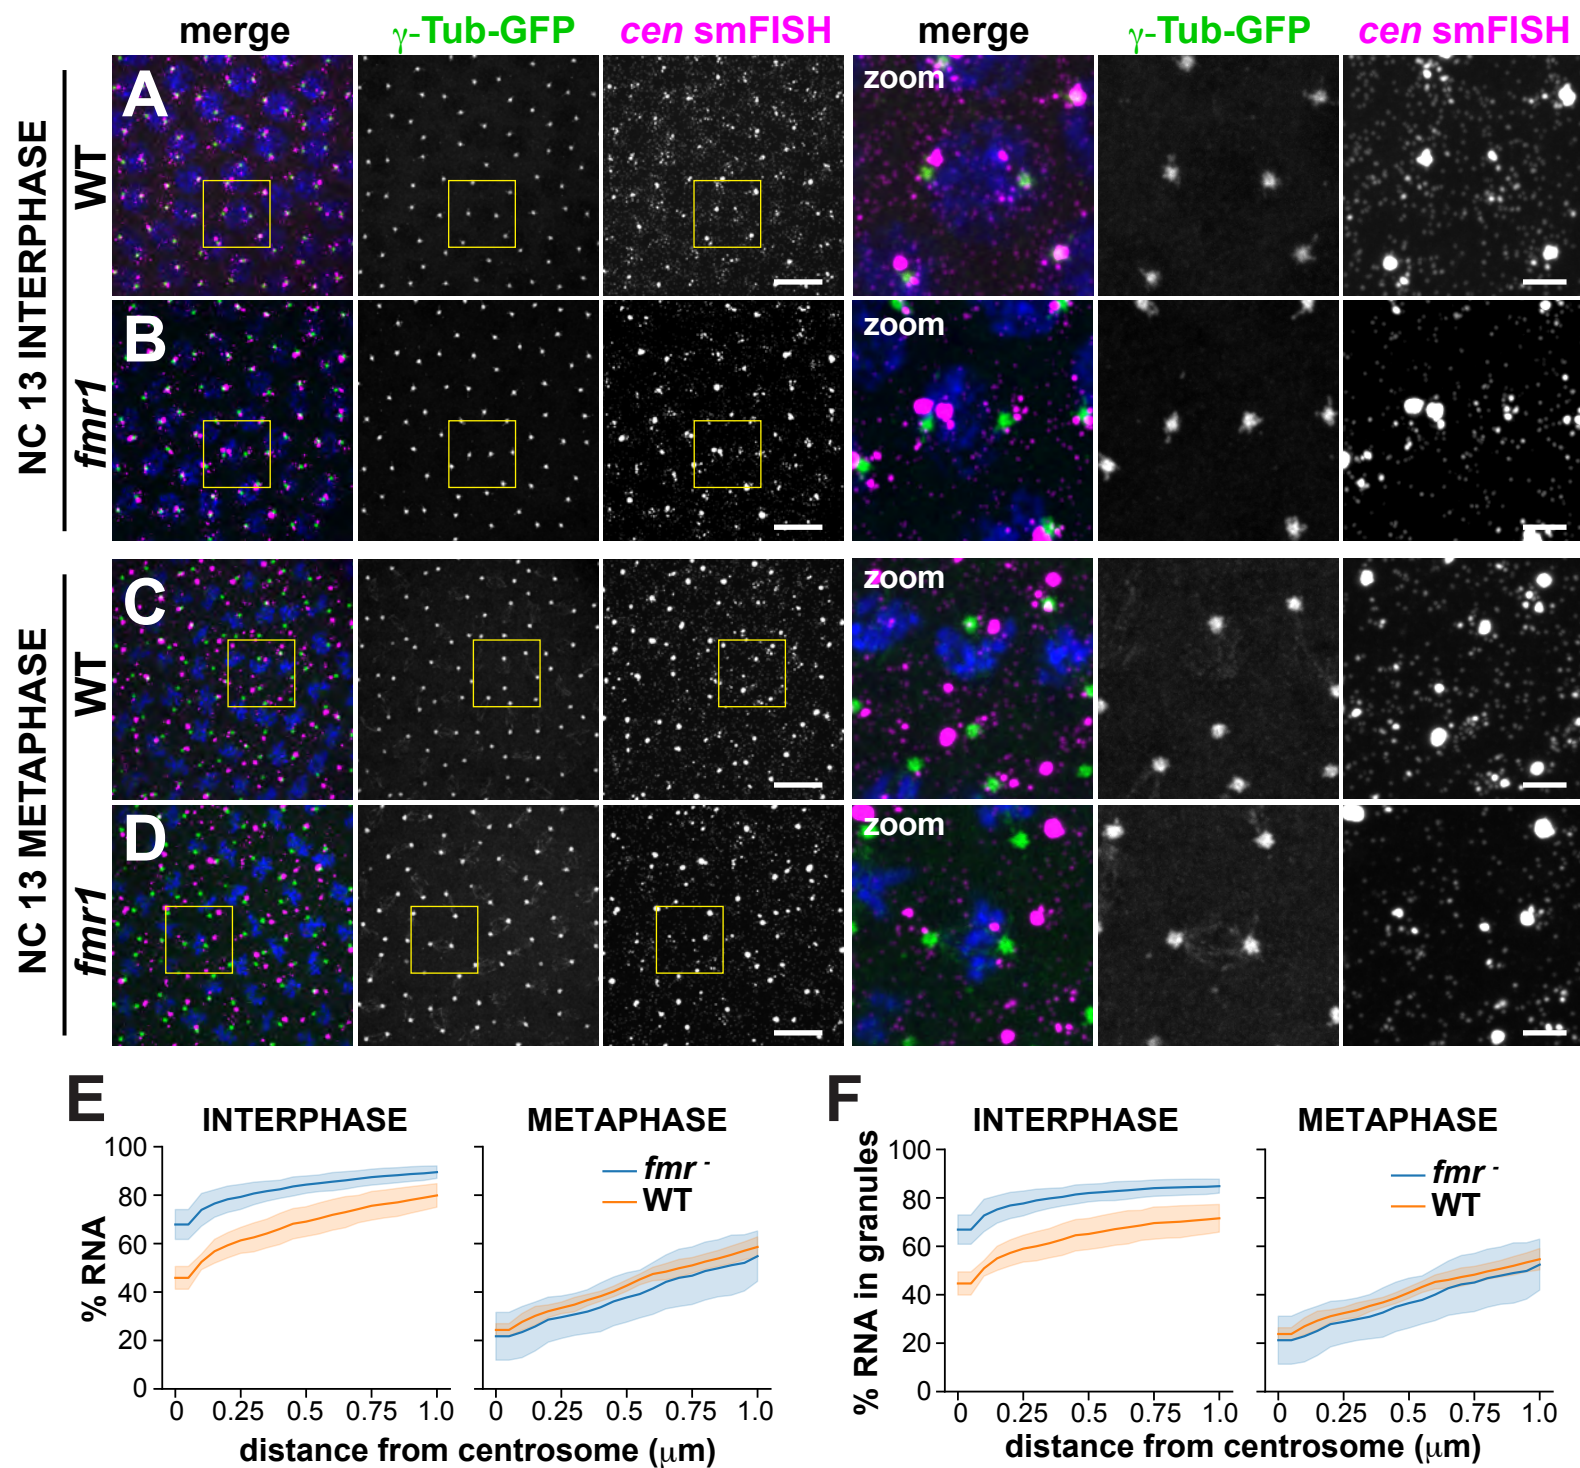 merge γ-Tub-GFP cen smFISH merge γ-Tub-GFP cen smFISH
NC 13 INTERPHASE
WT
A
zoom
fmr1
B
zoom
NC 13 METAPHASE
WT
C
zoom
fmr1
D
zoom
E
INTERPHASE METAPHASE
% RNA
100
80
60
40
20
0
fmr -
WT
0 0.25 0.5 0.75 1.0 0 0.25 0.5 0.75 1.0
distance from centrosome (μm)
F
INTERPHASE METAPHASE
% RNA in granules
100
80
60
40
20
0
fmr -
WT
0 0.25 0.5 0.75 1.0 0 0.25 0.5 0.75 1.0
distance from centrosome (μm)